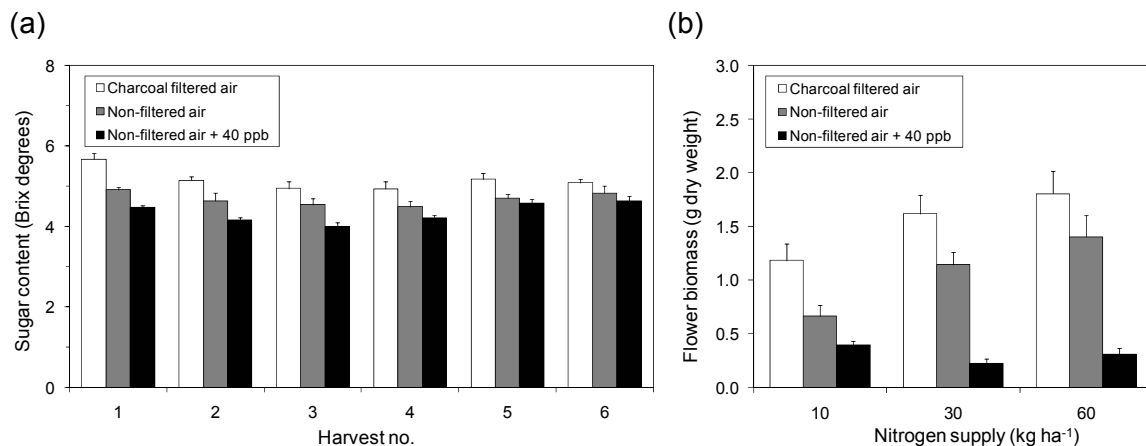 (a)
Sugar content (Brix degrees)
8
6
4
2
0
Charcoal filtered air
Non-filtered air
Non-filtered air + 40 ppb
1 2 3 4 5 6
Harvest no.
(b)
Flower biomass (g dry weight)
3.0
2.5
2.0
1.5
1.0
0.5
0.0
Charcoal filtered air
Non-filtered air
Non-filtered air + 40 ppb
10 30 60
Nitrogen supply (kg ha⁻¹)